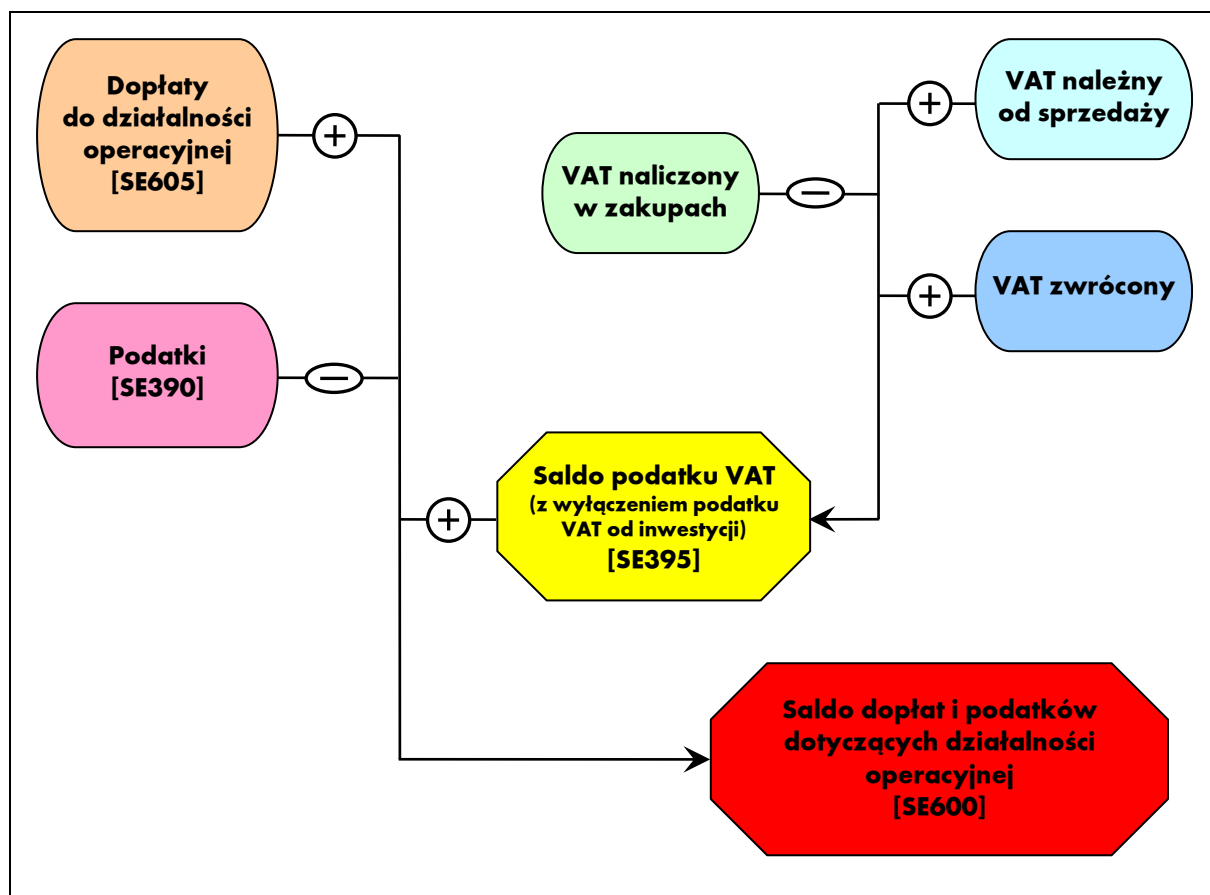 Dopłaty
do działalności
operacyjnej
[SE605]
+
VAT należny
od sprzedaży
+
VAT naliczony
w zakupach
−
VAT zwrócony
+
Podatki
[SE390]
−
Saldo podatku VAT
(z wyłączeniem podatku
VAT od inwestycji)
[SE395]
+
Saldo dopłat i podatków
dotyczących działalności
operacyjnej
[SE600]